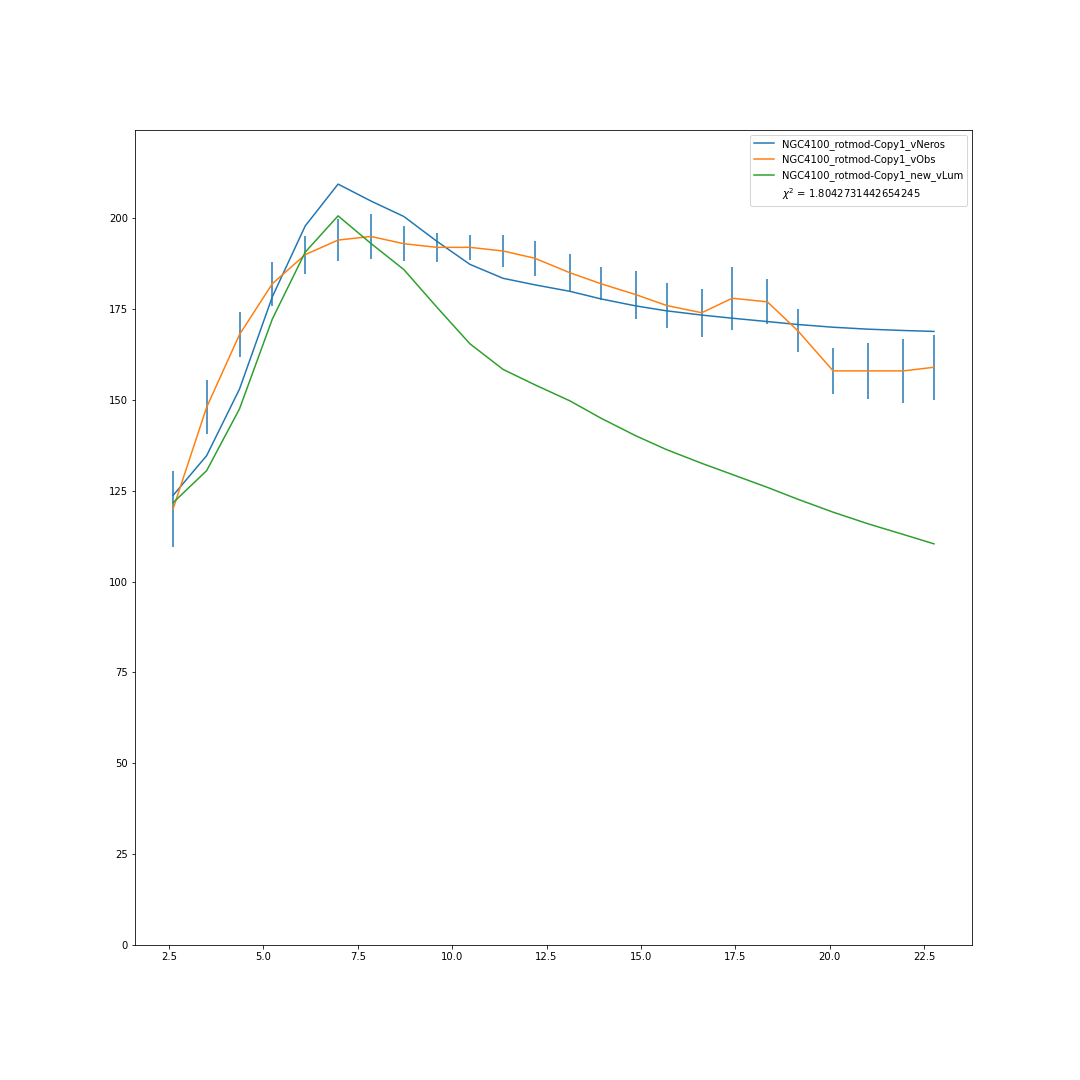 NGC4100_rotmod-Copy1_vNeros
NGC4100_rotmod-Copy1_vObs
NGC4100_rotmod-Copy1_new_vLum
χ² = 1.8042731442654245
200
175
150
125
100
75
50
25
0
2.5 5.0 7.5 10.0 12.5 15.0 17.5 20.0 22.5